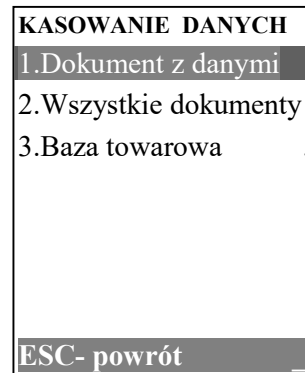 KASOWANIE DANYCH
1.Dokument z danymi
2.Wszystkie dokumenty
3.Baza towarowa
ESC- powrót